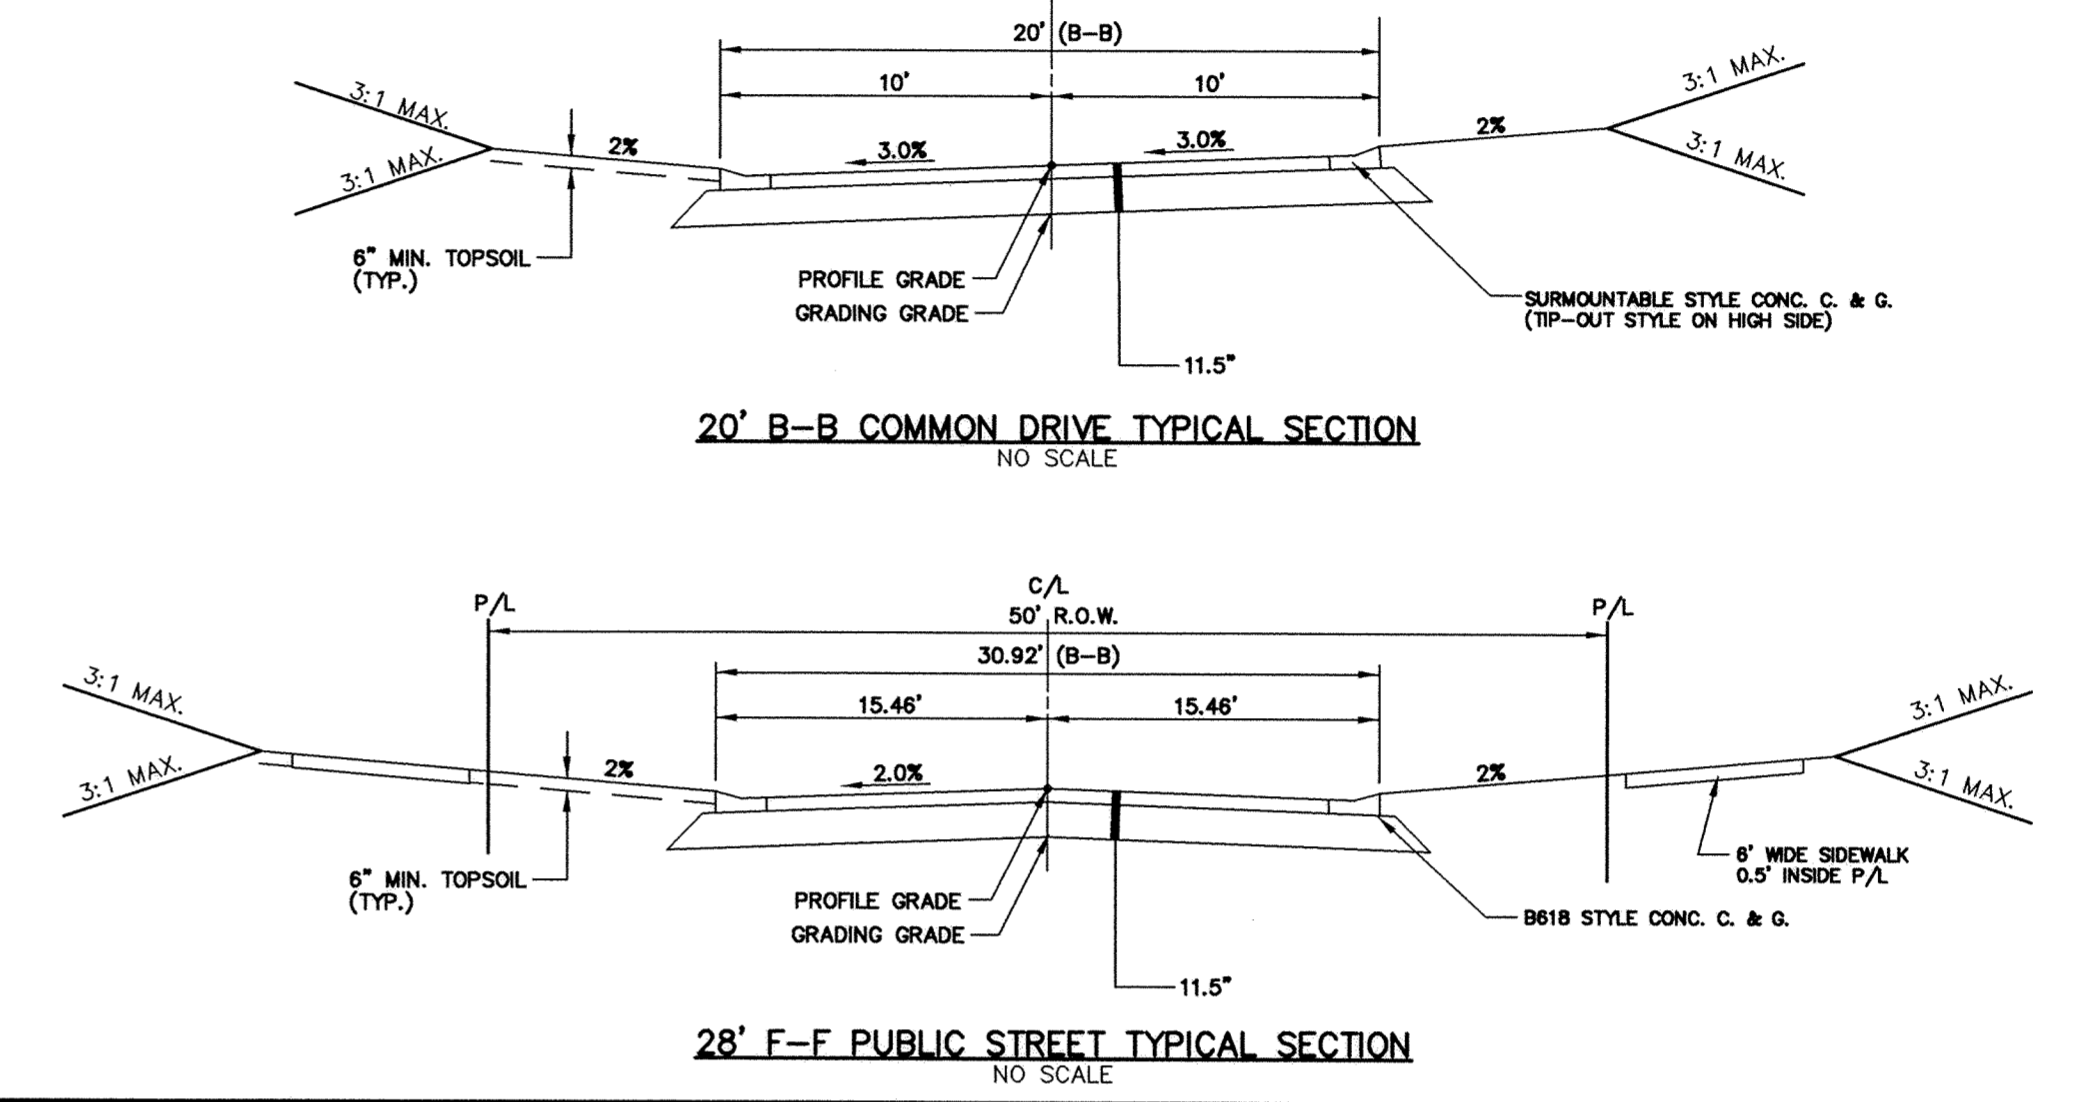 20' (B-B)
10'
10'
3:1 MAX.
3:1 MAX.
3:1 MAX.
3:1 MAX.
2%
3.0%
3.0%
2%
6" MIN. TOPSOIL
(TYP.)
PROFILE GRADE
GRADING GRADE
SURMOUNTABLE STYLE CONC. C. & G.
(TIP-OUT STYLE ON HIGH SIDE)
11.5"
20' B-B COMMON DRIVE TYPICAL SECTION
NO SCALE
P/L
C/L
P/L
50' R.O.W.
30.92' (B-B)
15.46'
15.46'
3:1 MAX.
3:1 MAX.
3:1 MAX.
3:1 MAX.
2%
2.0%
2%
6" MIN. TOPSOIL
(TYP.)
PROFILE GRADE
GRADING GRADE
6' WIDE SIDEWALK
0.5' INSIDE P/L
B618 STYLE CONC. C. & G.
11.5"
28' F-F PUBLIC STREET TYPICAL SECTION
NO SCALE